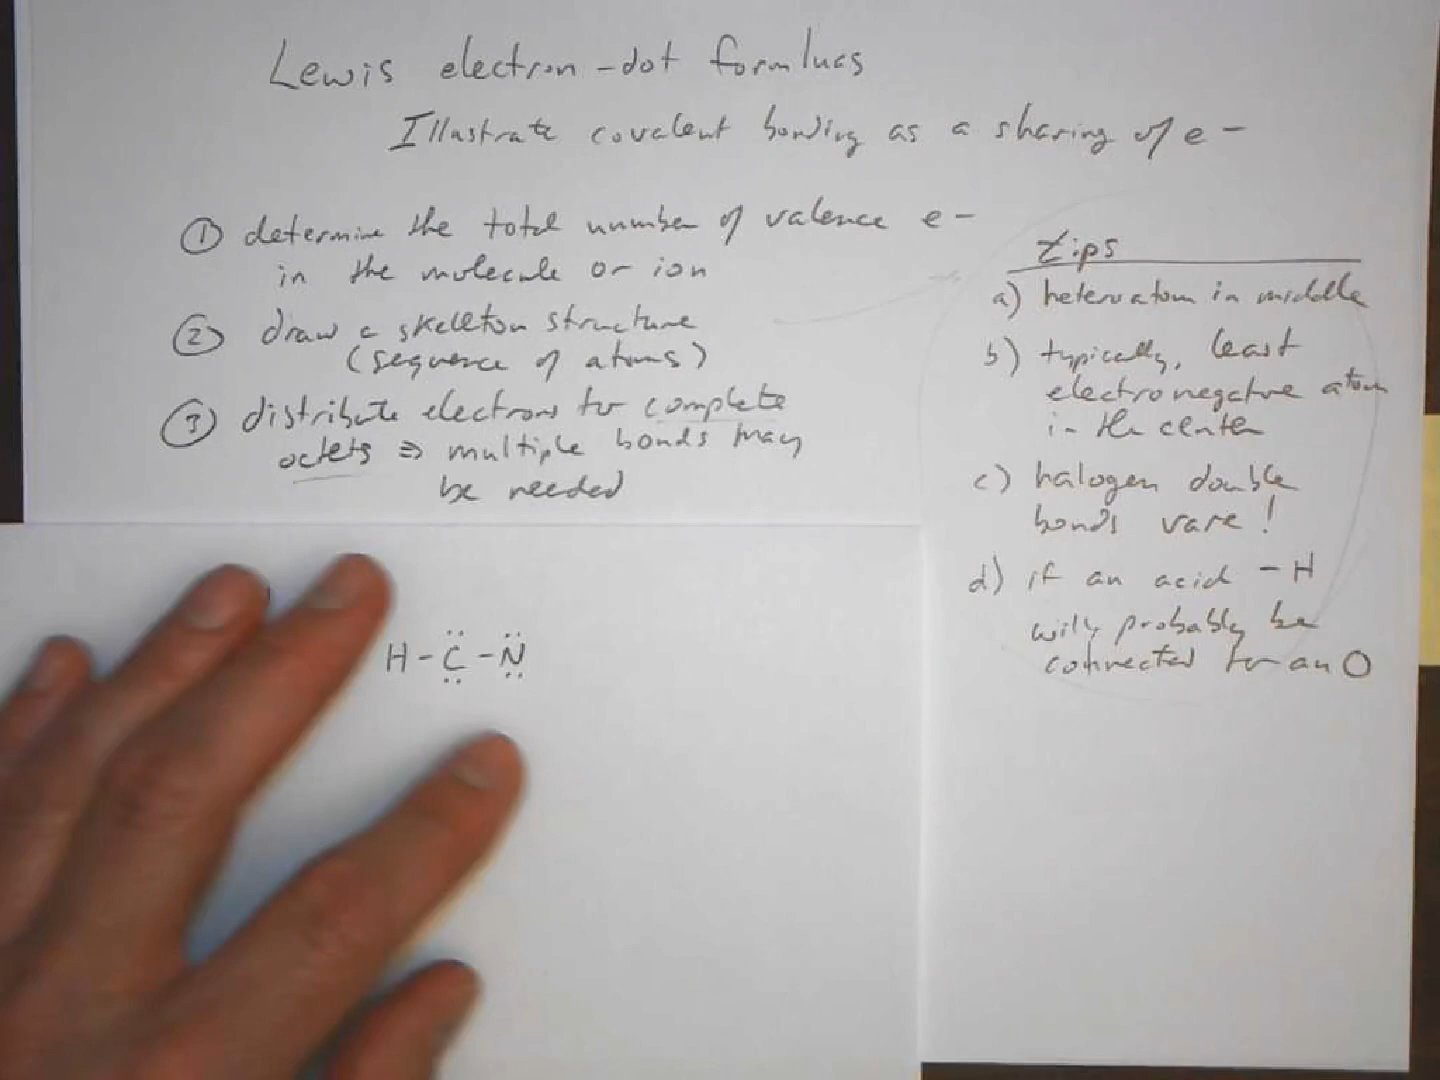 Lewis electron-dot formluas
Illustrate covalent bonding as a sharing of e-
① determine the total number of valence e-
in the molecule or ion
② draw a skeleton structure
(sequence of atoms)
③ distribute electrons to complete
octets ⇒ multiple bonds may
be needed
tips
a) heteroatom in middle
b) typically, least
electronegative atom
in the center
c) halogen double
bonds rare!
d) if an acid -H
will probably be
connected to an O
H-C̤̈-N̤̈